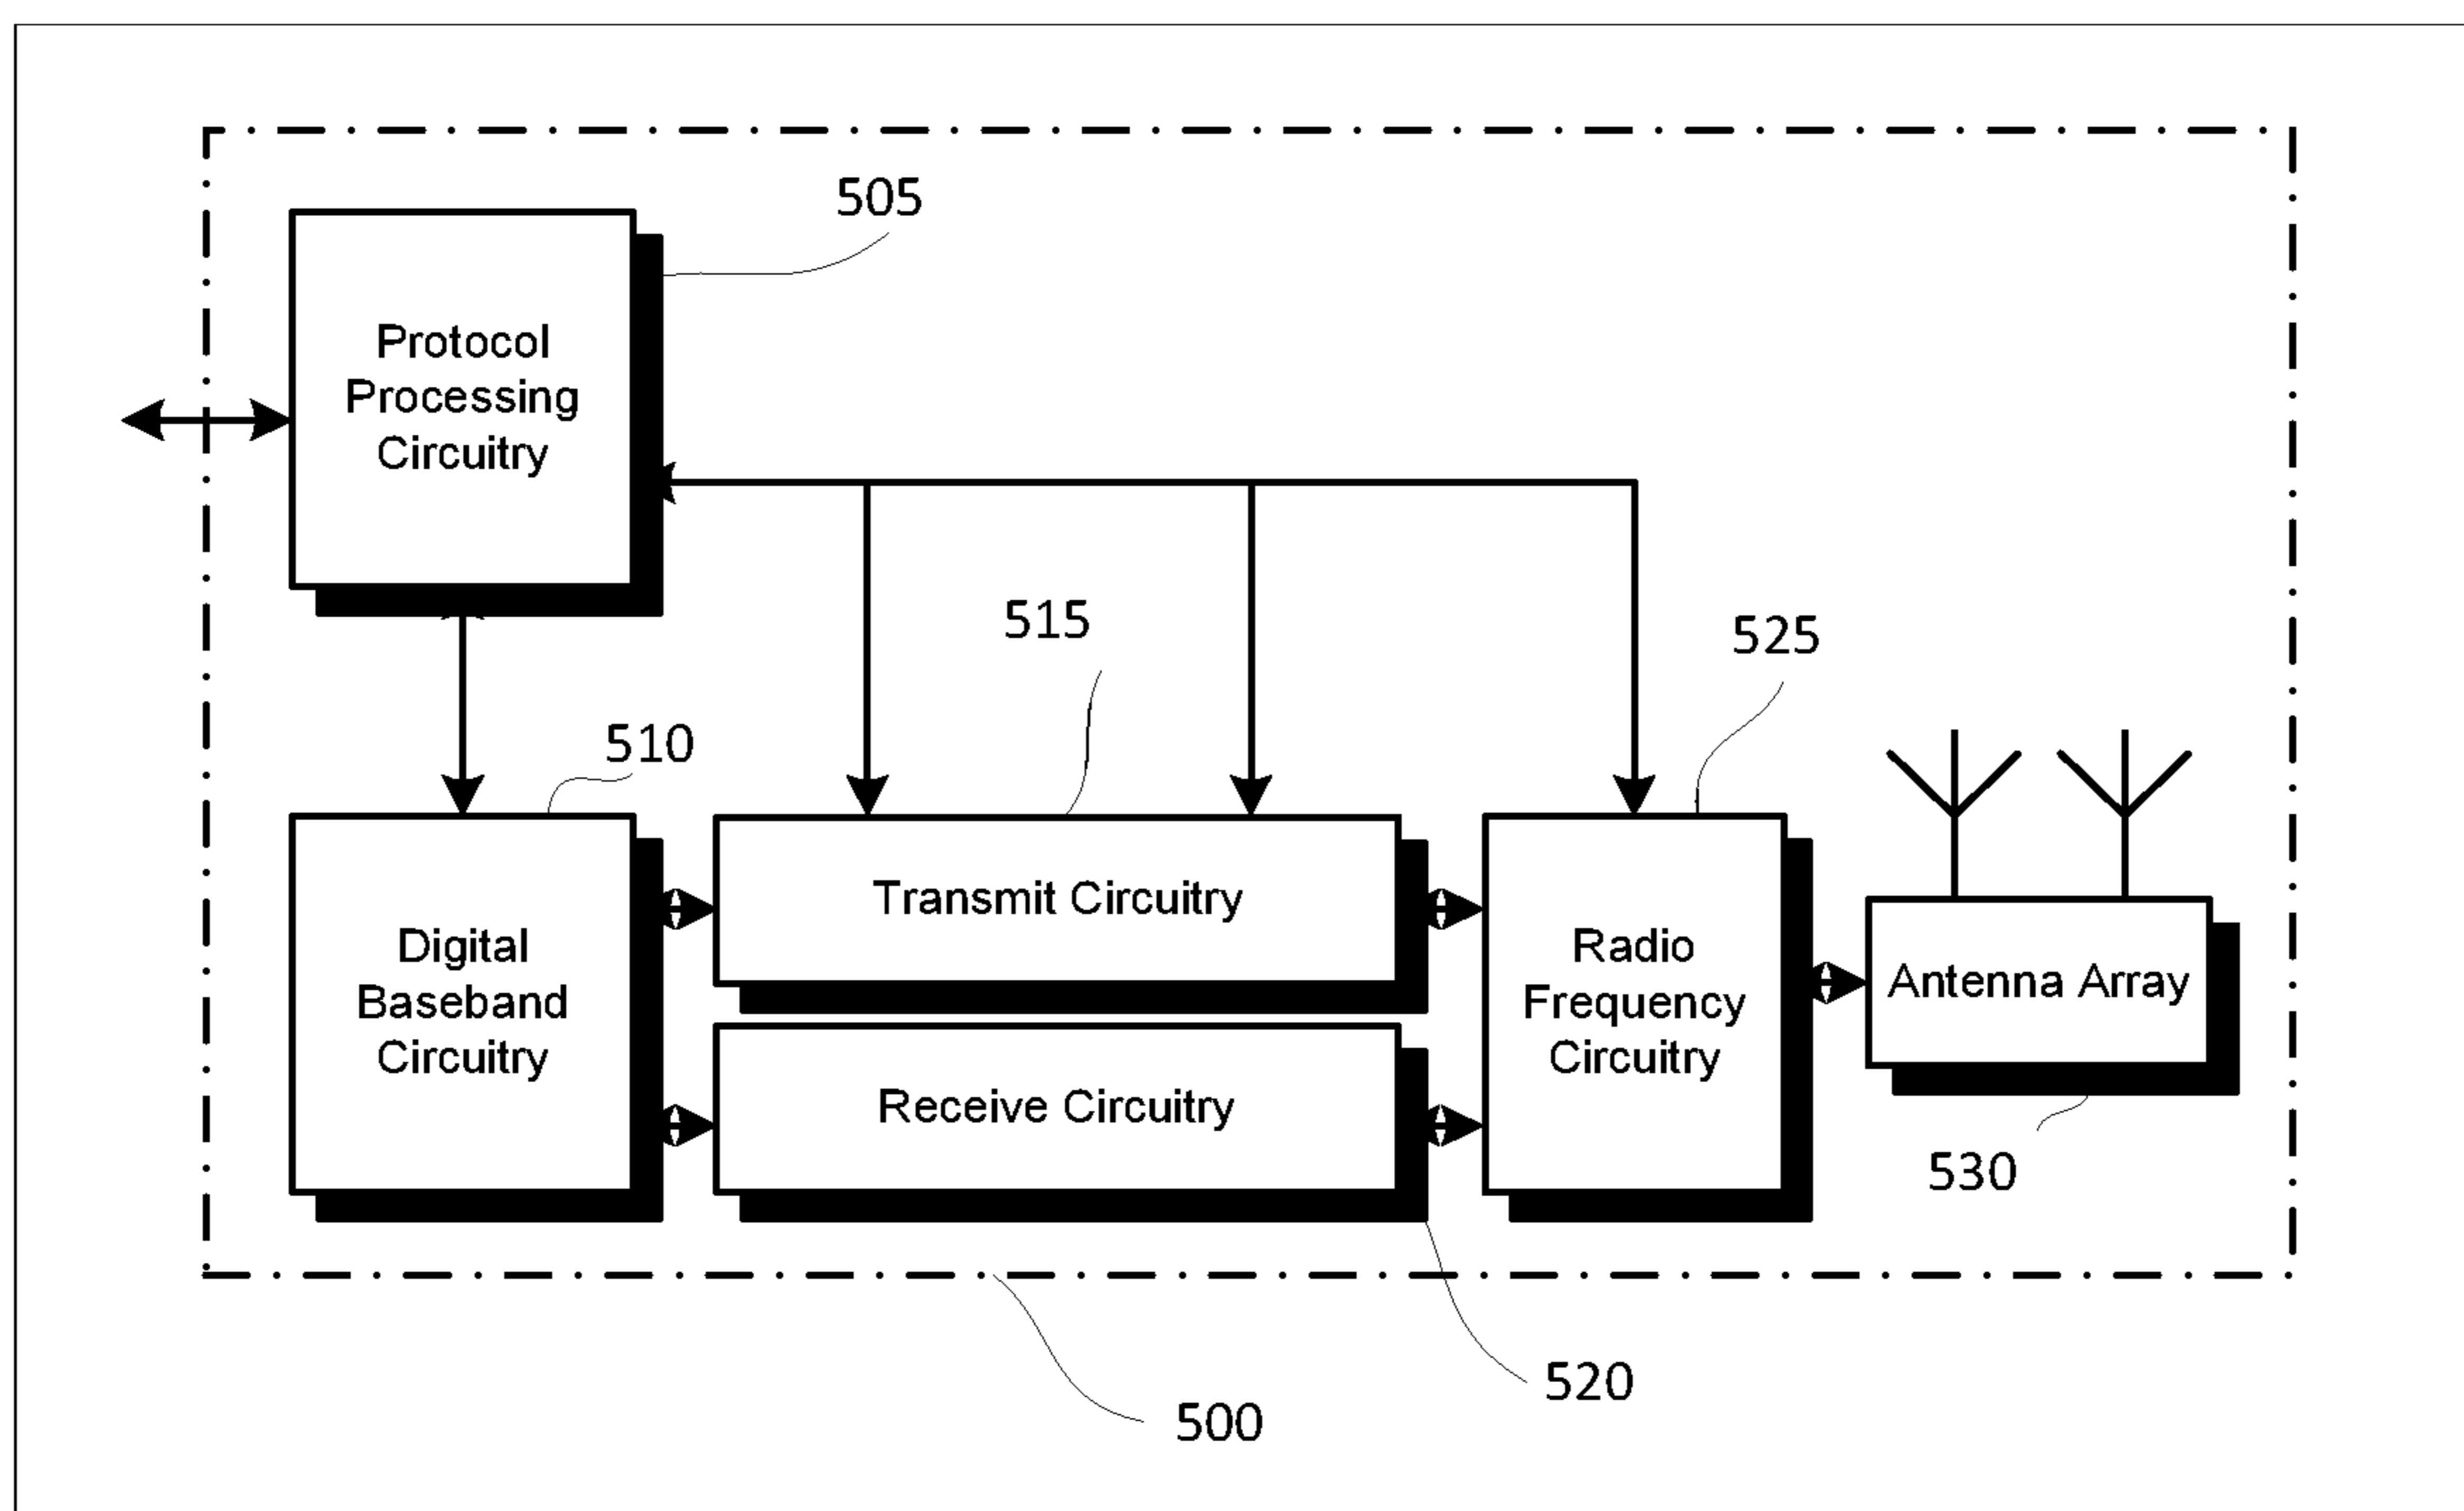 505
Protocol
Processing
Circuitry
515
525
510
Transmit Circuitry
Digital
Baseband
Circuitry
Radio
Frequency
Circuitry
Antenna Array
Receive Circuitry
530
520
500